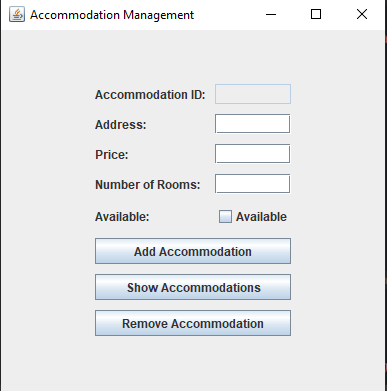 Accommodation Management
Accommodation ID:
Address:
Price:
Number of Rooms:
Available: Available
Add Accommodation
Show Accommodations
Remove Accommodation